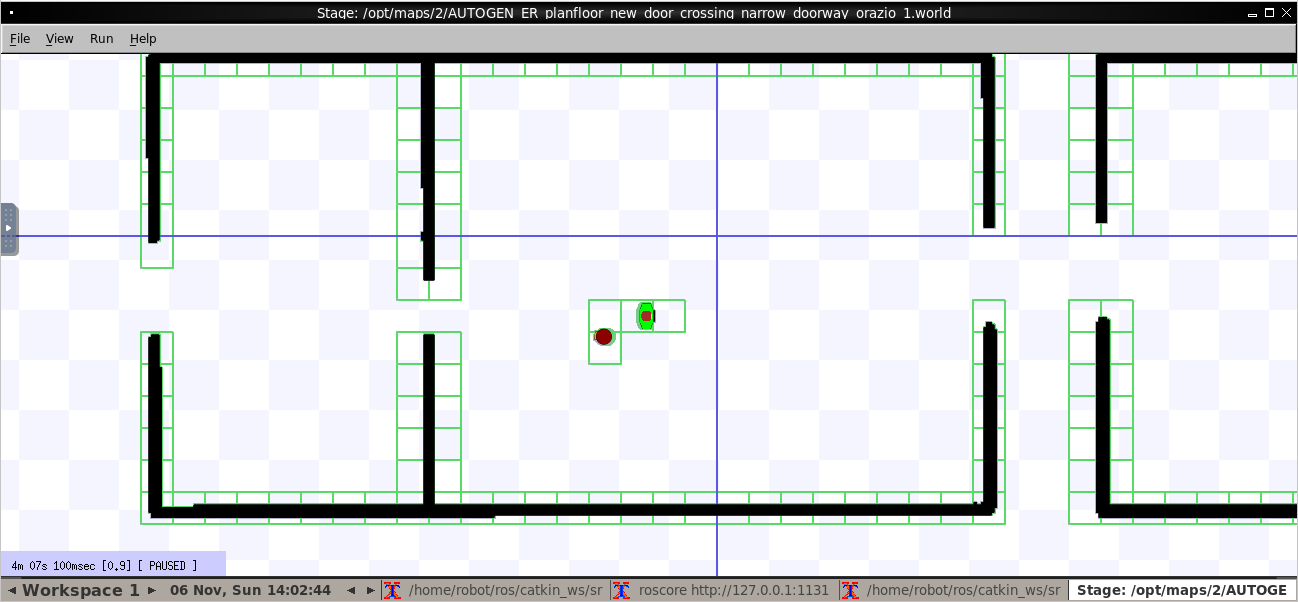 Stage: /opt/maps/2/AUTOGEN_ER_planfloor_new_door_crossing_narrow_doorway_orazio_1.world
File View Run Help
4m 07s 100msec [0.9] [ PAUSED ]
Workspace 1 06 Nov, Sun 14:02:44 /home/robot/ros/catkin_ws/sr roscore http://127.0.0.1:1131 /home/robot/ros/catkin_ws/sr Stage: /opt/maps/2/AUTOGE